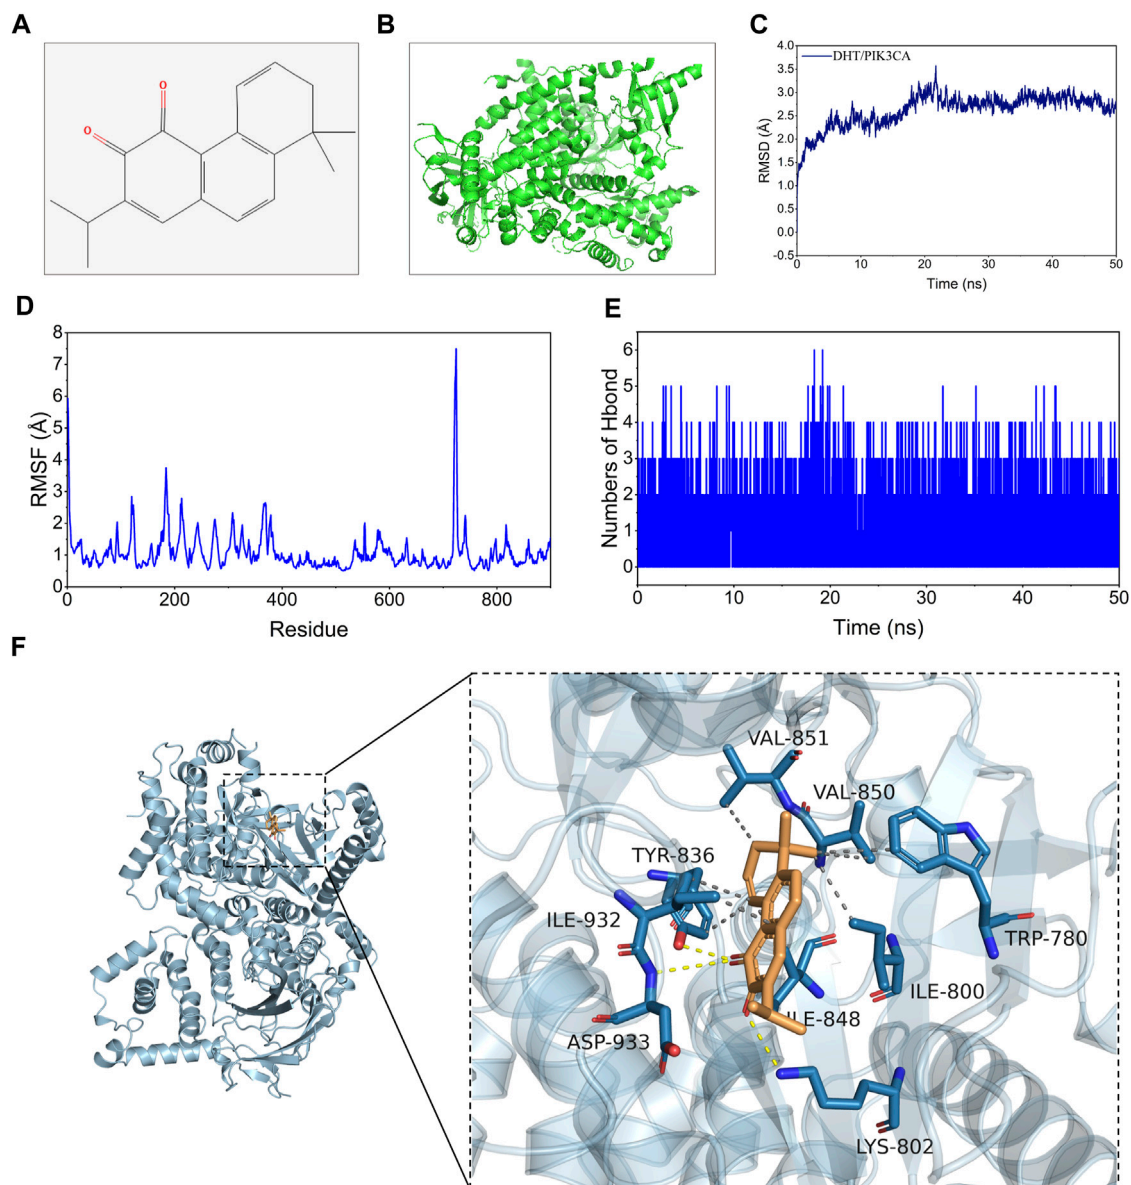 A
B
C
O
O
DHT/PIK3CA
RMSD (Å)
4.0
3.5
3.0
2.5
2.0
1.5
1.0
0.5
0.0
-0.5
0 10 20 30 40 50
Time (ns)
D
E
RMSF (Å)
8
7
6
5
4
3
2
1
0
0 200 400 600 800
Residue
Numbers of Hbond
6
5
4
3
2
1
0
0 10 20 30 40 50
Time (ns)
F
VAL-851
VAL-850
TYR-836
ILE-932
TRP-780
ILE-800
ILE-848
ASP-933
LYS-802